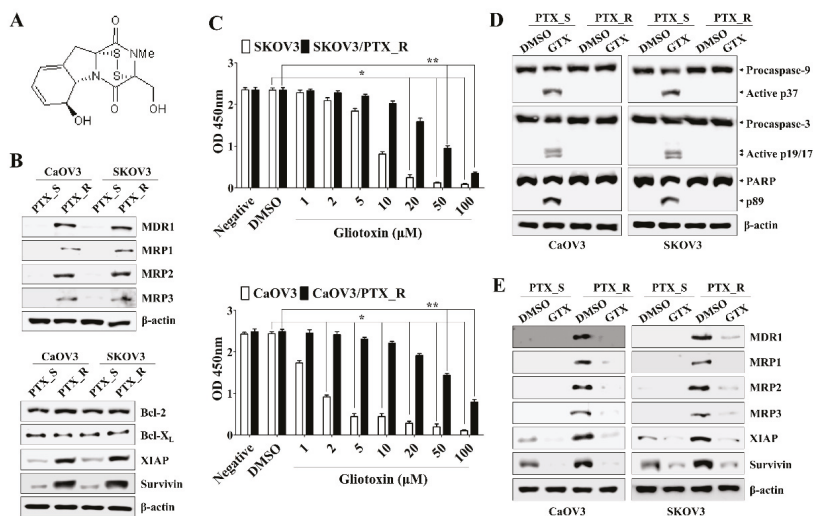 A
O
S
NMe
S
N
O
OH
OH
B
CaOV3 SKOV3
PTX_S PTX_R PTX_S PTX_R
MDR1
MRP1
MRP2
MRP3
β-actin
CaOV3 SKOV3
PTX_S PTX_R PTX_S PTX_R
Bcl-2
Bcl-XL
XIAP
Survivin
β-actin
C
SKOV3 SKOV3/PTX_R
**
*
OD 450nm
3
2
1
0
Negative DMSO 1 2 5 10 20 50 100
Gliotoxin (μM)
CaOV3 CaOV3/PTX_R
**
*
OD 450nm
3
2
1
0
Negative DMSO 1 2 5 10 20 50 100
Gliotoxin (μM)
D
PTX_S PTX_R PTX_S PTX_R
DMSO GTX DMSO GTX DMSO GTX DMSO GTX
Procaspase-9
Active p37
Procaspase-3
Active p19/17
PARP
p89
β-actin
CaOV3 SKOV3
E
PTX_S PTX_R PTX_S PTX_R
DMSO GTX DMSO GTX DMSO GTX DMSO GTX
MDR1
MRP1
MRP2
MRP3
XIAP
Survivin
β-actin
CaOV3 SKOV3